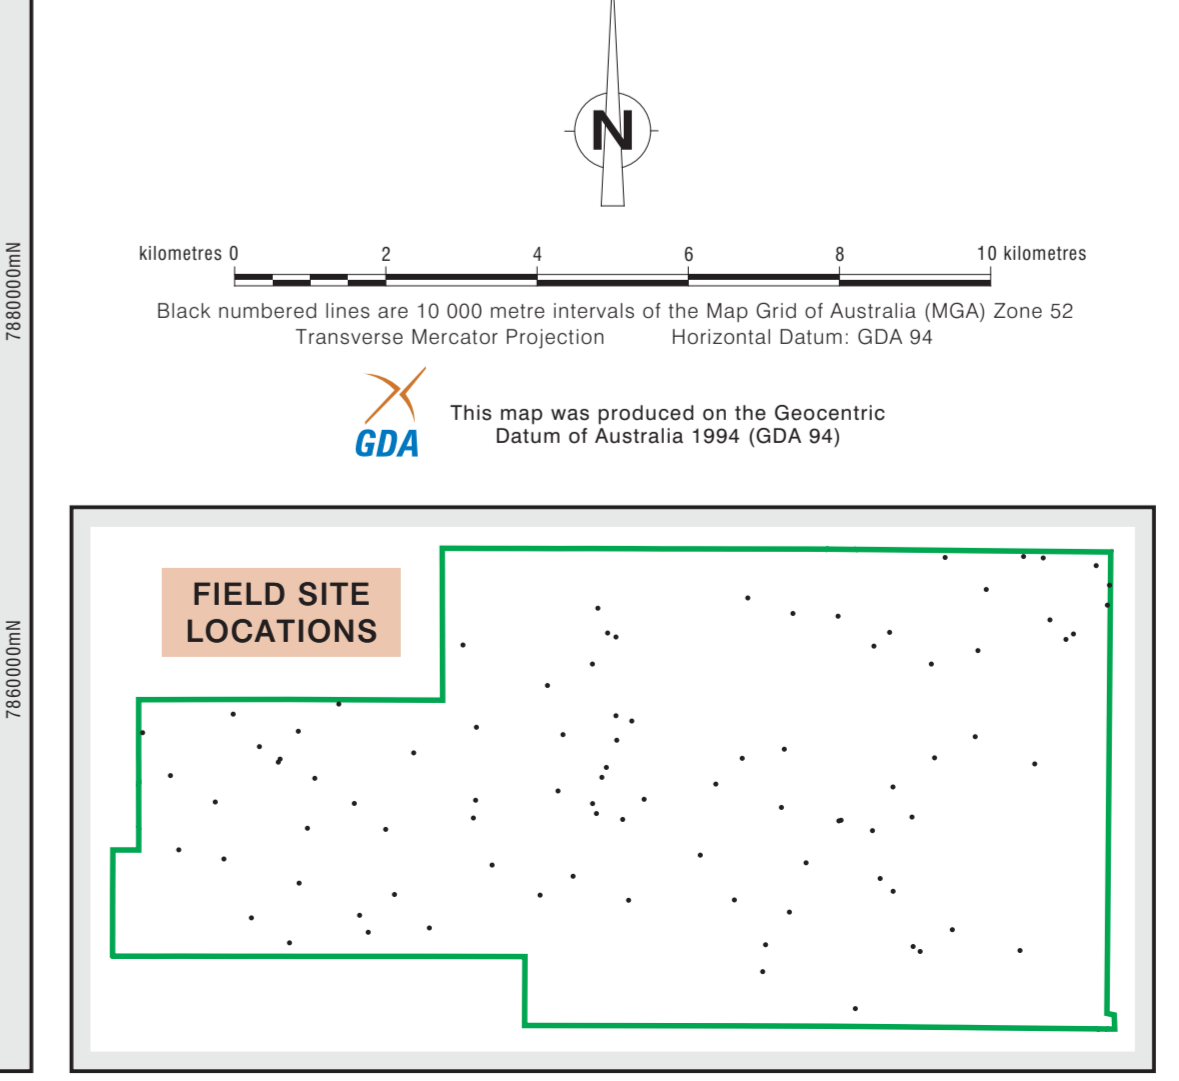 N
kilometres 0 2 4 6 8 10 kilometres
Black numbered lines are 10 000 metre intervals of the Map Grid of Australia (MGA) Zone 52
Transverse Mercator Projection Horizontal Datum: GDA 94
GDA
This map was produced on the Geocentric
Datum of Australia 1994 (GDA 94)
7880000mN
7860000mN
FIELD SITE
LOCATIONS